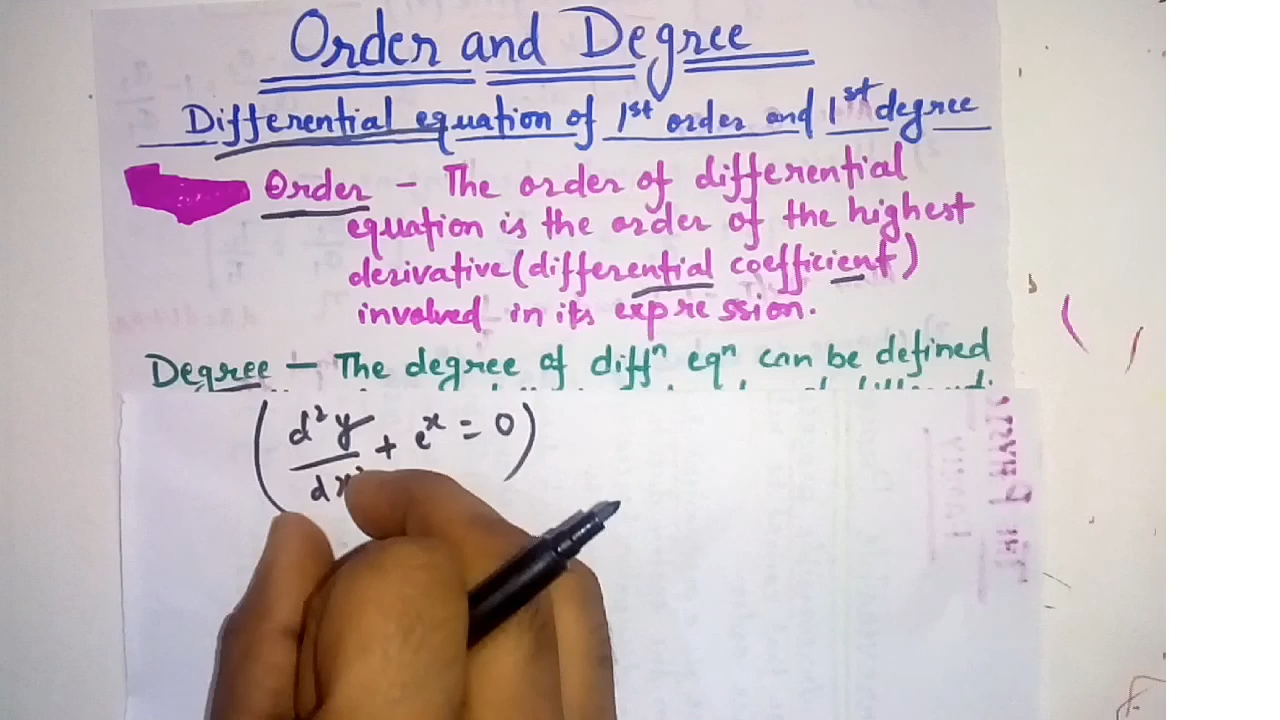 Order and Degree
Differential equation of 1st order and 1st degree
Order - The order of differential
equation is the order of the highest
derivative (differential coefficient)
involved in its expression.
Degree - The degree of diffⁿ eqⁿ can be defined
(d²y/dx² + eˣ = 0)